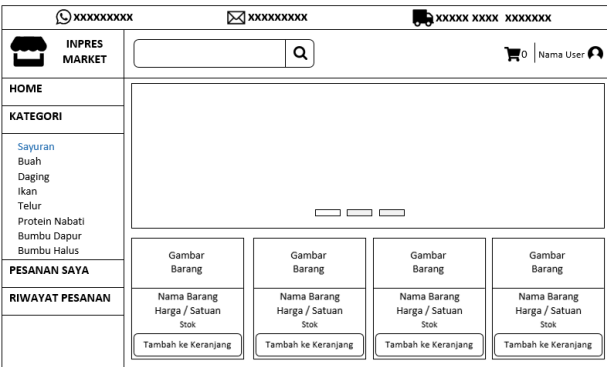 xxxxxxxxx
xxxxxxxxx
xxxxx xxxx xxxxxxx
INPRES
MARKET
0
Nama User
HOME
KATEGORI
Sayuran
Buah
Daging
Ikan
Telur
Protein Nabati
Bumbu Dapur
Bumbu Halus
PESANAN SAYA
RIWAYAT PESANAN
Gambar
Barang
Nama Barang
Harga / Satuan
Stok
Tambah ke Keranjang
Gambar
Barang
Nama Barang
Harga / Satuan
Stok
Tambah ke Keranjang
Gambar
Barang
Nama Barang
Harga / Satuan
Stok
Tambah ke Keranjang
Gambar
Barang
Nama Barang
Harga / Satuan
Stok
Tambah ke Keranjang